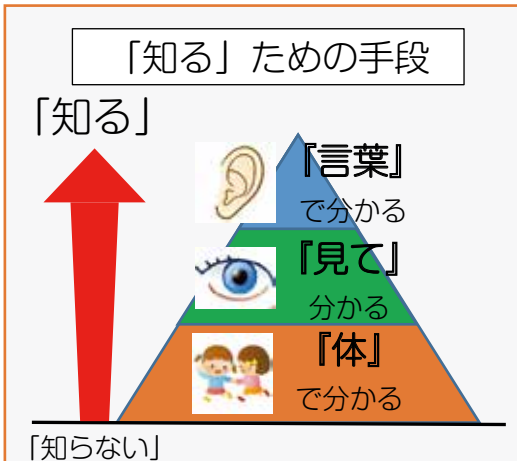 「知る」ための手段
「知る」
『言葉』
で分かる
『見て』
分かる
『体』
で分かる
「知らない」